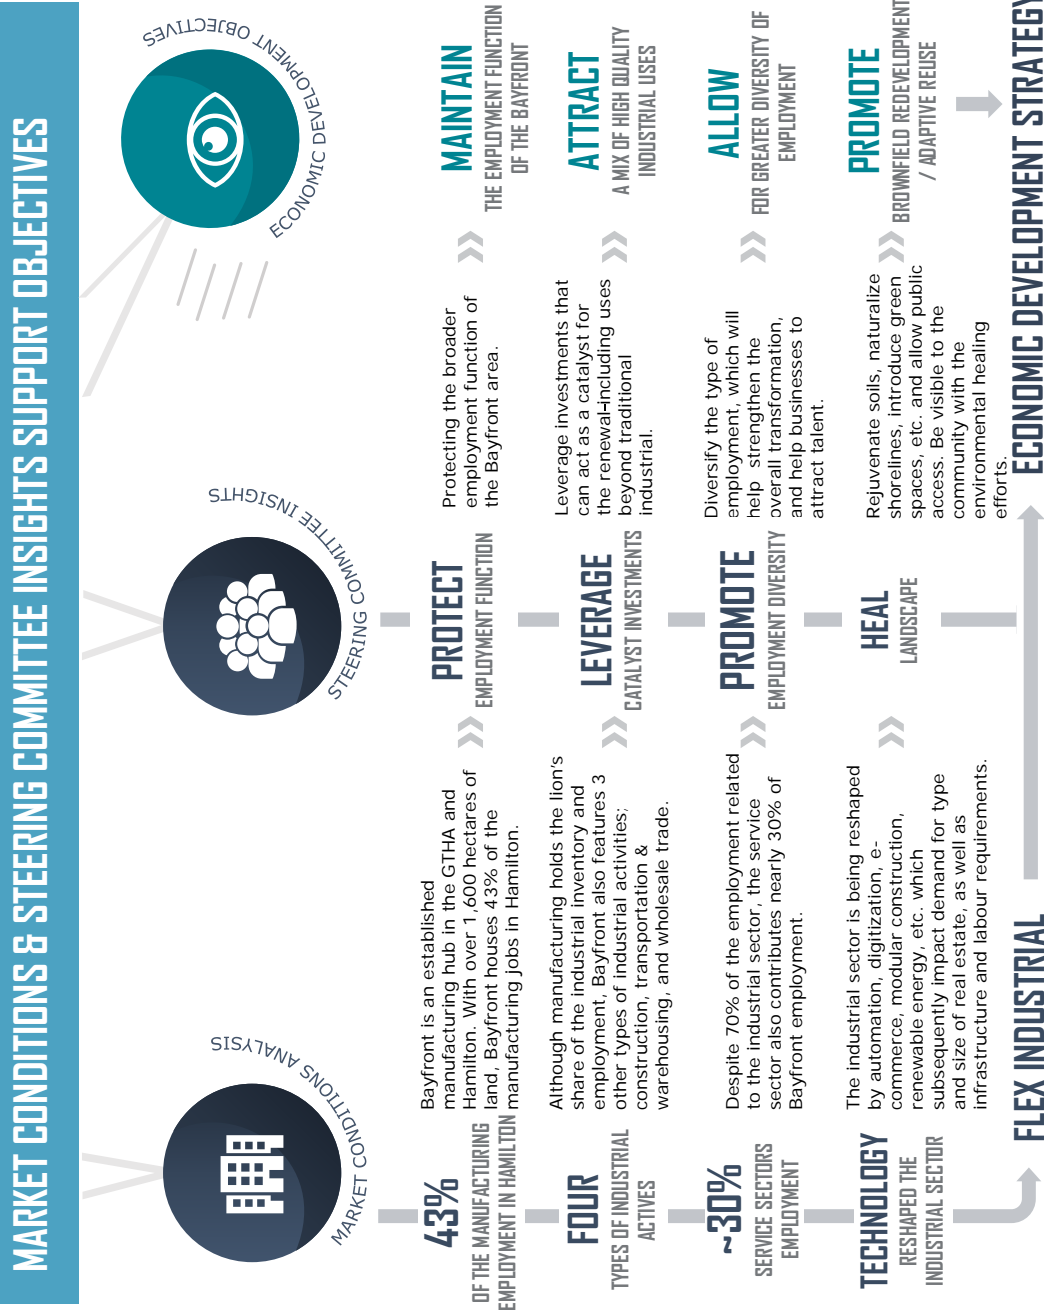 MARKET CONDITIONS & STEERING COMMITTEE INSIGHTS SUPPORT OBJECTIVES
MARKET CONDITIONS ANALYSIS
STEERING COMMITTEE INSIGHTS
ECONOMIC DEVELOPMENT OBJECTIVES
43%
OF THE MANUFACTURING
EMPLOYMENT IN HAMILTON
Bayfront is an established
manufacturing hub in the GTHA and
Hamilton. With over 1,600 hectares of
land, Bayfront houses 43% of the
manufacturing jobs in Hamilton.
PROTECT
EMPLOYMENT FUNCTION
Protecting the broader
employment function of
the Bayfront area.
MAINTAIN
THE EMPLOYMENT FUNCTION
OF THE BAYFRONT
FOUR
TYPES OF INDUSTRIAL
ACTIVES
Although manufacturing holds the lion's
share of the industrial inventory and
employment, Bayfront also features 3
other types of industrial activities;
construction, transportation &
warehousing, and wholesale trade.
LEVERAGE
CATALYST INVESTMENTS
Leverage investments that
can act as a catalyst for
the renewal-including uses
beyond traditional
industrial.
ATTRACT
A MIX OF HIGH QUALITY
INDUSTRIAL USES
~30%
SERVICE SECTORS
EMPLOYMENT
Despite 70% of the employment related
to the industrial sector, the service
sector also contributes nearly 30% of
Bayfront employment.
PROMOTE
EMPLOYMENT DIVERSITY
Diversify the type of
employment, which will
help strengthen the
overall transformation,
and help businesses to
attract talent.
ALLOW
FOR GREATER DIVERSITY OF
EMPLOYMENT
TECHNOLOGY
RESHAPED THE
INDUSTRIAL SECTOR
The industrial sector is being reshaped
by automation, digitization, e-
commerce, modular construction,
renewable energy, etc. which
subsequently impact demand for type
and size of real estate, as well as
infrastructure and labour requirements.
HEAL
LANDSCAPE
Rejuvenate soils, naturalize
shorelines, introduce green
spaces, etc. and allow public
access. Be visible to the
community with the
environmental healing
efforts.
PROMOTE
BROWNFIELD REDEVELOPMENT
/ ADAPTIVE REUSE
FLEX INDUSTRIAL
ECONOMIC DEVELOPMENT STRATEGY